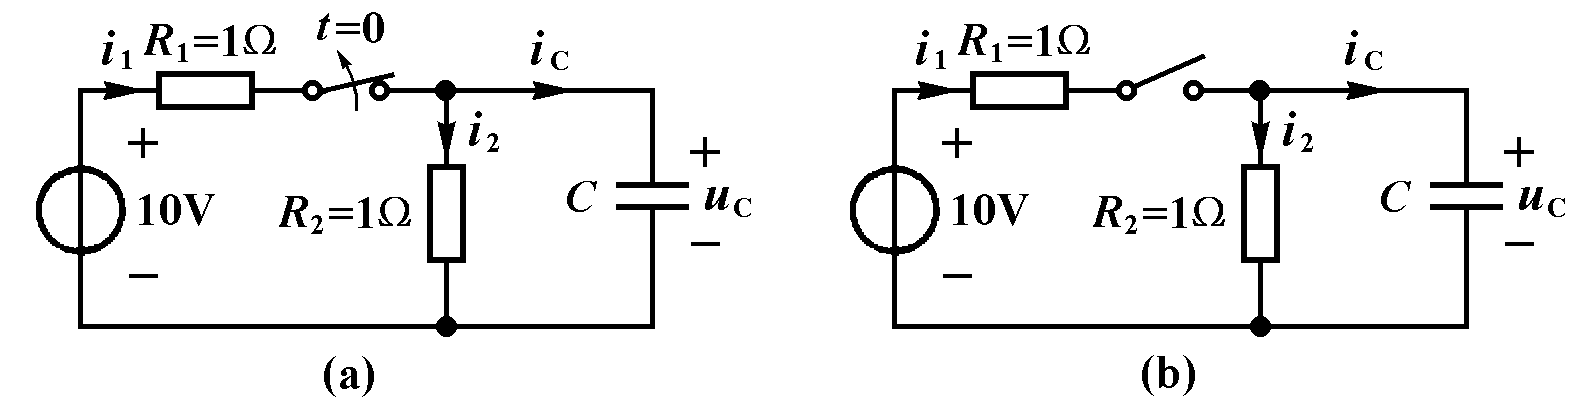 t=0
i1 R1=1Ω iC
+ i2 +
10V R2=1Ω C uC
− −
(a)
i1 R1=1Ω iC
+ i2 +
10V R2=1Ω C uC
− −
(b)